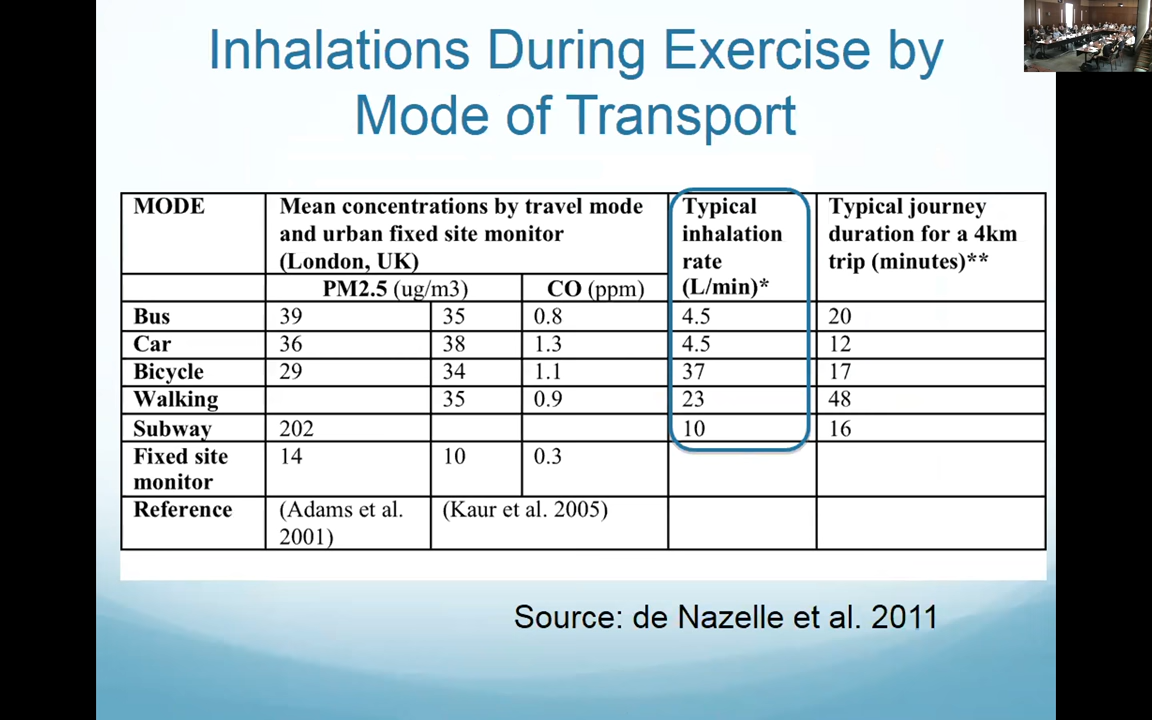 Inhalations During Exercise by
Mode of Transport
MODE
Mean concentrations by travel mode
and urban fixed site monitor
(London, UK)
Typical
inhalation
rate
(L/min)*
Typical journey
duration for a 4km
trip (minutes)**
PM2.5 (ug/m3) CO (ppm)
Bus 39 35 0.8 4.5 20
Car 36 38 1.3 4.5 12
Bicycle 29 34 1.1 37 17
Walking 35 0.9 23 48
Subway 202 10 16
Fixed site
monitor
14 10 0.3
Reference
(Adams et al.
2001)
(Kaur et al. 2005)
Source: de Nazelle et al. 2011